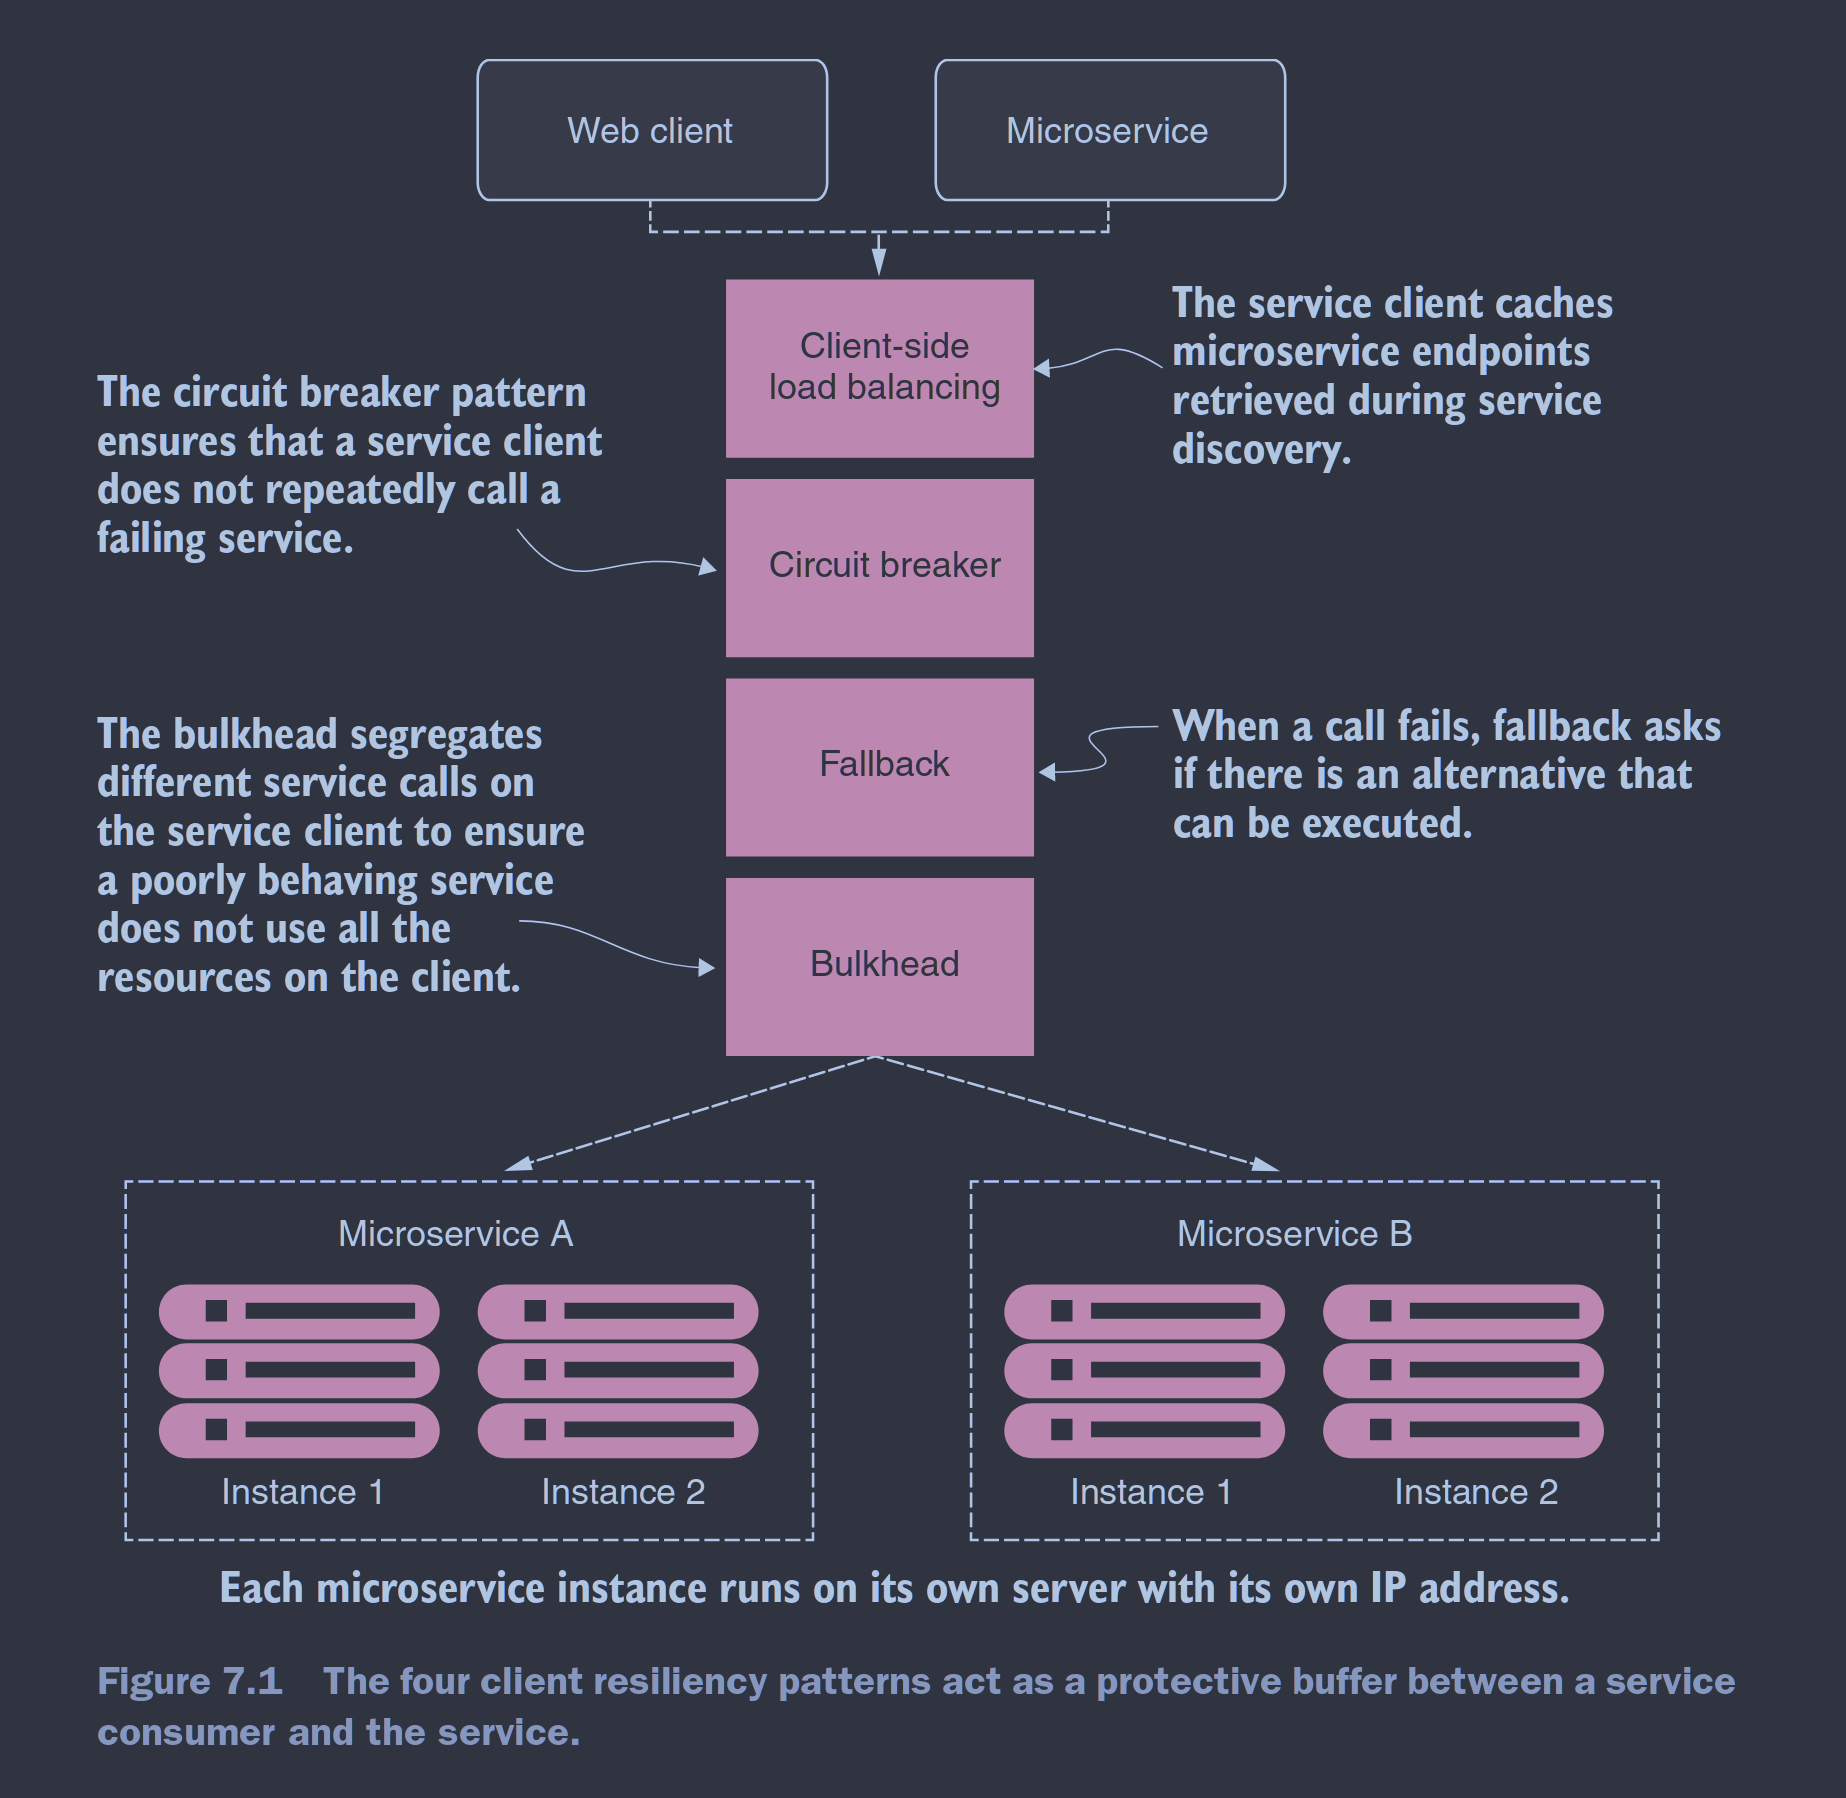 Web client
Microservice
Client-side
load balancing
The service client caches
microservice endpoints
retrieved during service
discovery.
The circuit breaker pattern
ensures that a service client
does not repeatedly call a
failing service.
Circuit breaker
Fallback
When a call fails, fallback asks
if there is an alternative that
can be executed.
The bulkhead segregates
different service calls on
the service client to ensure
a poorly behaving service
does not use all the
resources on the client.
Bulkhead
Microservice A
Instance 1
Instance 2
Microservice B
Instance 1
Instance 2
Each microservice instance runs on its own server with its own IP address.
Figure 7.1 The four client resiliency patterns act as a protective buffer between a service
consumer and the service.